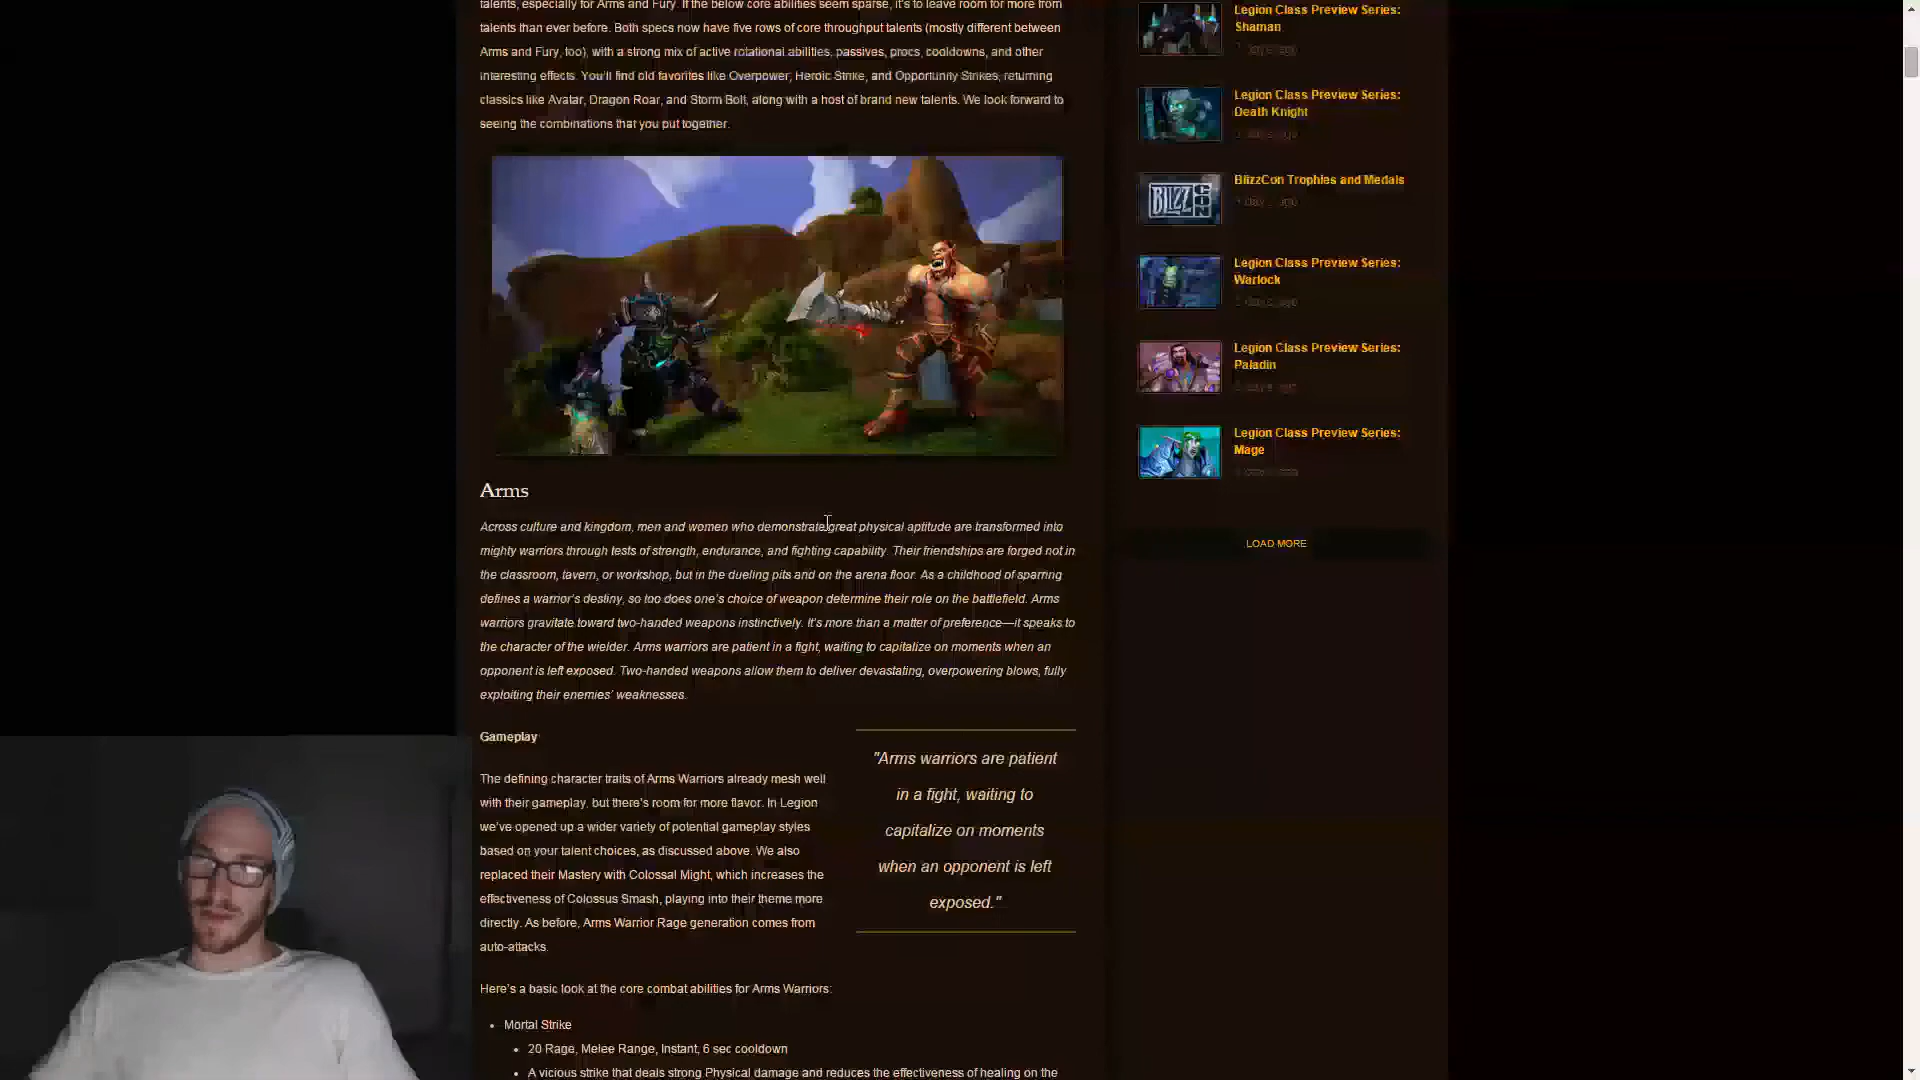 talents, especially for Arms and Fury. If the below core abilities seem sparse, it's to leave room for more from
talents than ever before. Both specs now have five rows of core throughput talents (mostly different between
Arms and Fury, too), with a strong mix of active rotational abilities, passives, procs, cooldowns, and other
interesting effects. You'll find old favorites like Overpower, Heroic Strike, and Opportunity Strikes, returning
classics like Avatar, Dragon Roar, and Storm Bolt, along with a host of brand new talents. We look forward to
seeing the combinations that you put together.
Arms
Across culture and kingdom, men and women who demonstrate great physical aptitude are transformed into
mighty warriors through tests of strength, endurance, and fighting capability. Their friendships are forged not in
the classroom, tavern, or workshop, but in the dueling pits and on the arena floor. As a childhood of sparring
defines a warrior's destiny, so too does one's choice of weapon determine their role on the battlefield. Arms
warriors gravitate toward two-handed weapons instinctively. It's more than a matter of preference—it speaks to
the character of the wielder. Arms warriors are patient in a fight, waiting to capitalize on moments when an
opponent is left exposed. Two-handed weapons allow them to deliver devastating, overpowering blows, fully
exploiting their enemies' weaknesses.
Gameplay
The defining character traits of Arms Warriors already mesh well
with their gameplay, but there's room for more flavor. In Legion
we've opened up a wider variety of potential gameplay styles
based on your talent choices, as discussed above. We also
replaced their Mastery with Colossal Might, which increases the
effectiveness of Colossus Smash, playing into their theme more
directly. As before, Arms Warrior Rage generation comes from
auto-attacks.
"Arms warriors are patient
in a fight, waiting to
capitalize on moments
when an opponent is left
exposed."
Here's a basic look at the core combat abilities for Arms Warriors:
• Mortal Strike
• 20 Rage, Melee Range, Instant, 6 sec cooldown
• A vicious strike that deals strong Physical damage and reduces the effectiveness of healing on the
Legion Class Preview Series:
Shaman
days ago
Legion Class Preview Series:
Death Knight
days ago
BLIZZ
CON
BlizzCon Trophies and Medals
ago
Legion Class Preview Series:
Warlock
days ago
Legion Class Preview Series:
Paladin
days ago
Legion Class Preview Series:
Mage
LOAD MORE